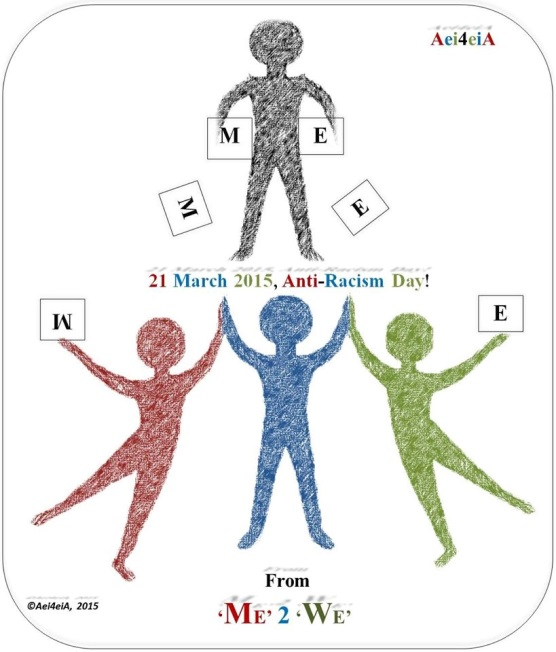 Aei4eiA
M E
M E
21 March 2015, Anti-Racism Day!
M E
From
©Aei4eiA, 2015
‘ME’ 2 ‘WE’